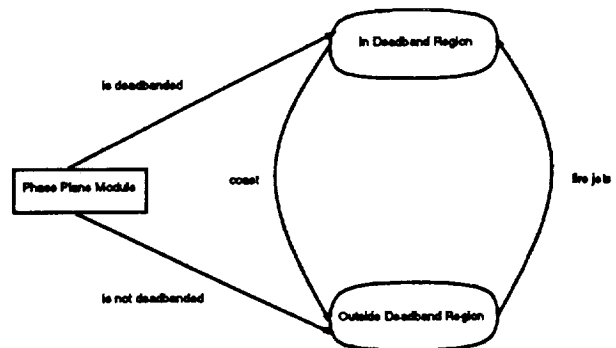 In Deadband Region
is deadbanded
Phase Plane Module
coast
fire jets
is not deadbanded
Outside Deadband Region